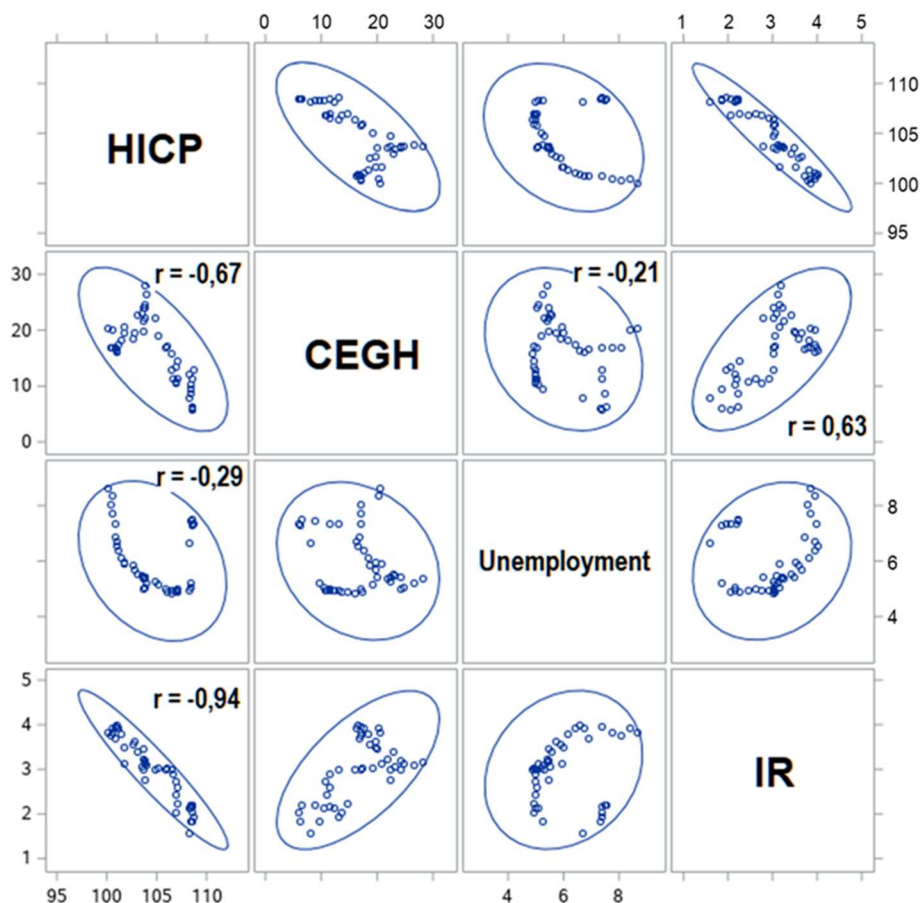 0 10 20 30 1 2 3 4 5
HICP
110
105
100
95
30
20
10
0
r = -0,67
CEGH
r = -0,21
r = 0,63
r = -0,29
Unemployment
8
6
4
5
4
3
2
1
r = -0,94
IR
95 100 105 110 4 6 8